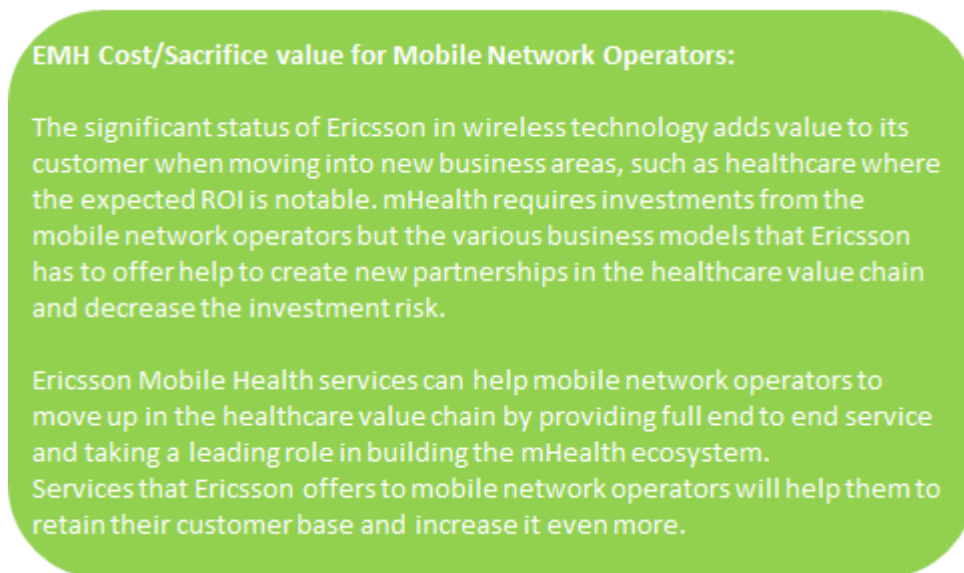 EMH Cost/Sacrifice value for Mobile Network Operators:
The significant status of Ericsson in wireless technology adds value to its
customer when moving into new business areas, such as healthcare where
the expected ROI is notable. mHealth requires investments from the
mobile network operators but the various business models that Ericsson
has to offer help to create new partnerships in the healthcare value chain
and decrease the investment risk.
Ericsson Mobile Health services can help mobile network operators to
move up in the healthcare value chain by providing full end to end service
and taking a leading role in building the mHealth ecosystem.
Services that Ericsson offers to mobile network operators will help them to
retain their customer base and increase it even more.